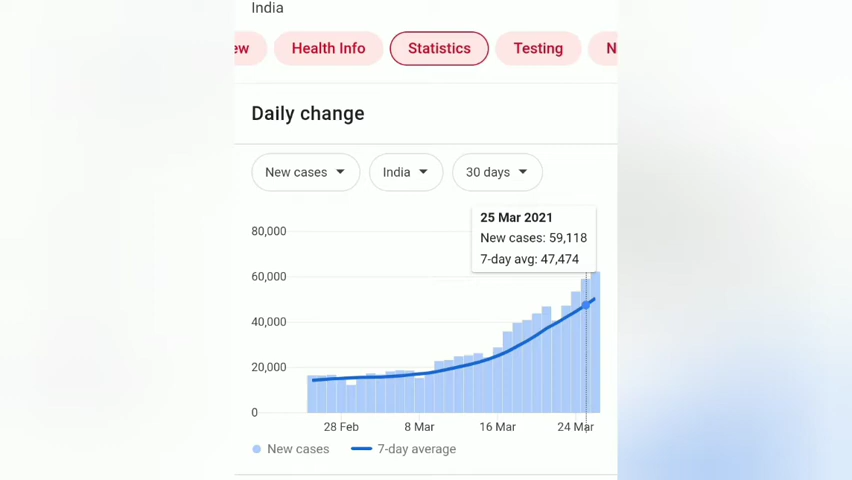 India
ew Health Info Statistics Testing N
Daily change
New cases India 30 days
25 Mar 2021
New cases: 59,118
7-day avg: 47,474
80,000
60,000
40,000
20,000
0
28 Feb 8 Mar 16 Mar 24 Mar
New cases 7-day average